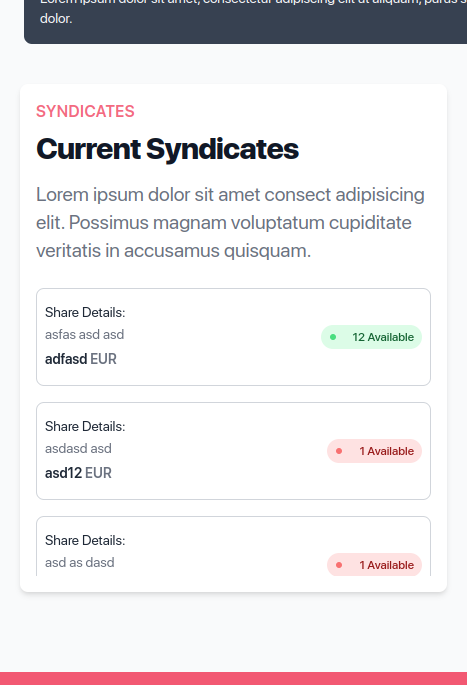 Lorem ipsum dolor sit amet, consectetur adipiscing elit ut aliquam, purus s
dolor.
SYNDICATES
Current Syndicates
Lorem ipsum dolor sit amet consect adipisicing
elit. Possimus magnam voluptatum cupiditate
veritatis in accusamus quisquam.
Share Details:
asfas asd asd
adfasd EUR
12 Available
Share Details:
asdasd asd
asd12 EUR
1 Available
Share Details:
asd as dasd
1 Available